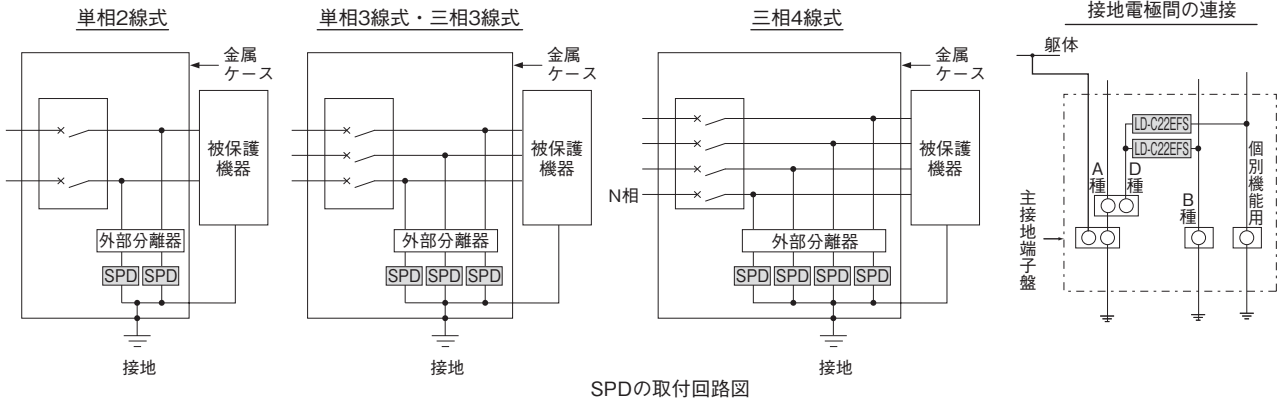 単相2線式
金属
ケース
被保護
機器
外部分離器
SPD SPD
接地
単相3線式・三相3線式
金属
ケース
被保護
機器
外部分離器
SPD SPD SPD
接地
三相4線式
金属
ケース
N相
被保護
機器
外部分離器
SPD SPD SPD SPD
接地
接地電極間の連接
躯体
LD-C22EFS
LD-C22EFS
A種
D種
B種
個別機能用
主接地端子盤
SPDの取付回路図